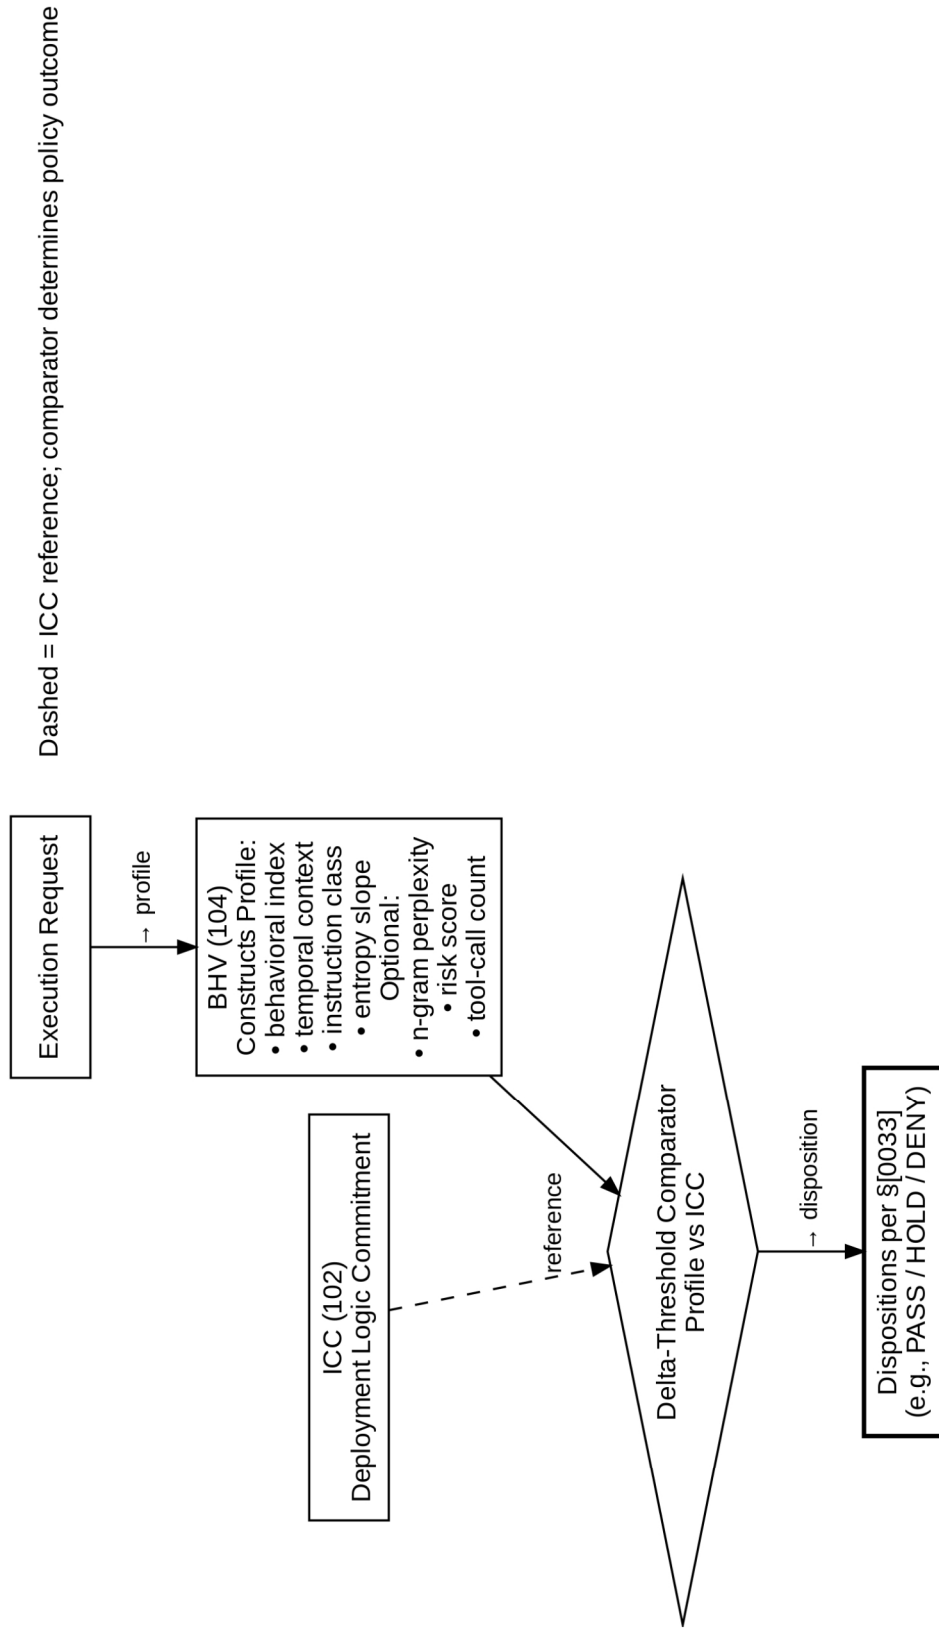 Dashed = ICC reference; comparator determines policy outcome
Execution Request
→ profile
BHV (104)
Constructs Profile:
• behavioral index
• temporal context
• instruction class
• entropy slope
Optional:
• n-gram perplexity
• risk score
• tool-call count
ICC (102)
Deployment Logic Commitment
reference
Delta-Threshold Comparator
Profile vs ICC
→ disposition
Dispositions per §[0033]
(e.g., PASS / HOLD / DENY)